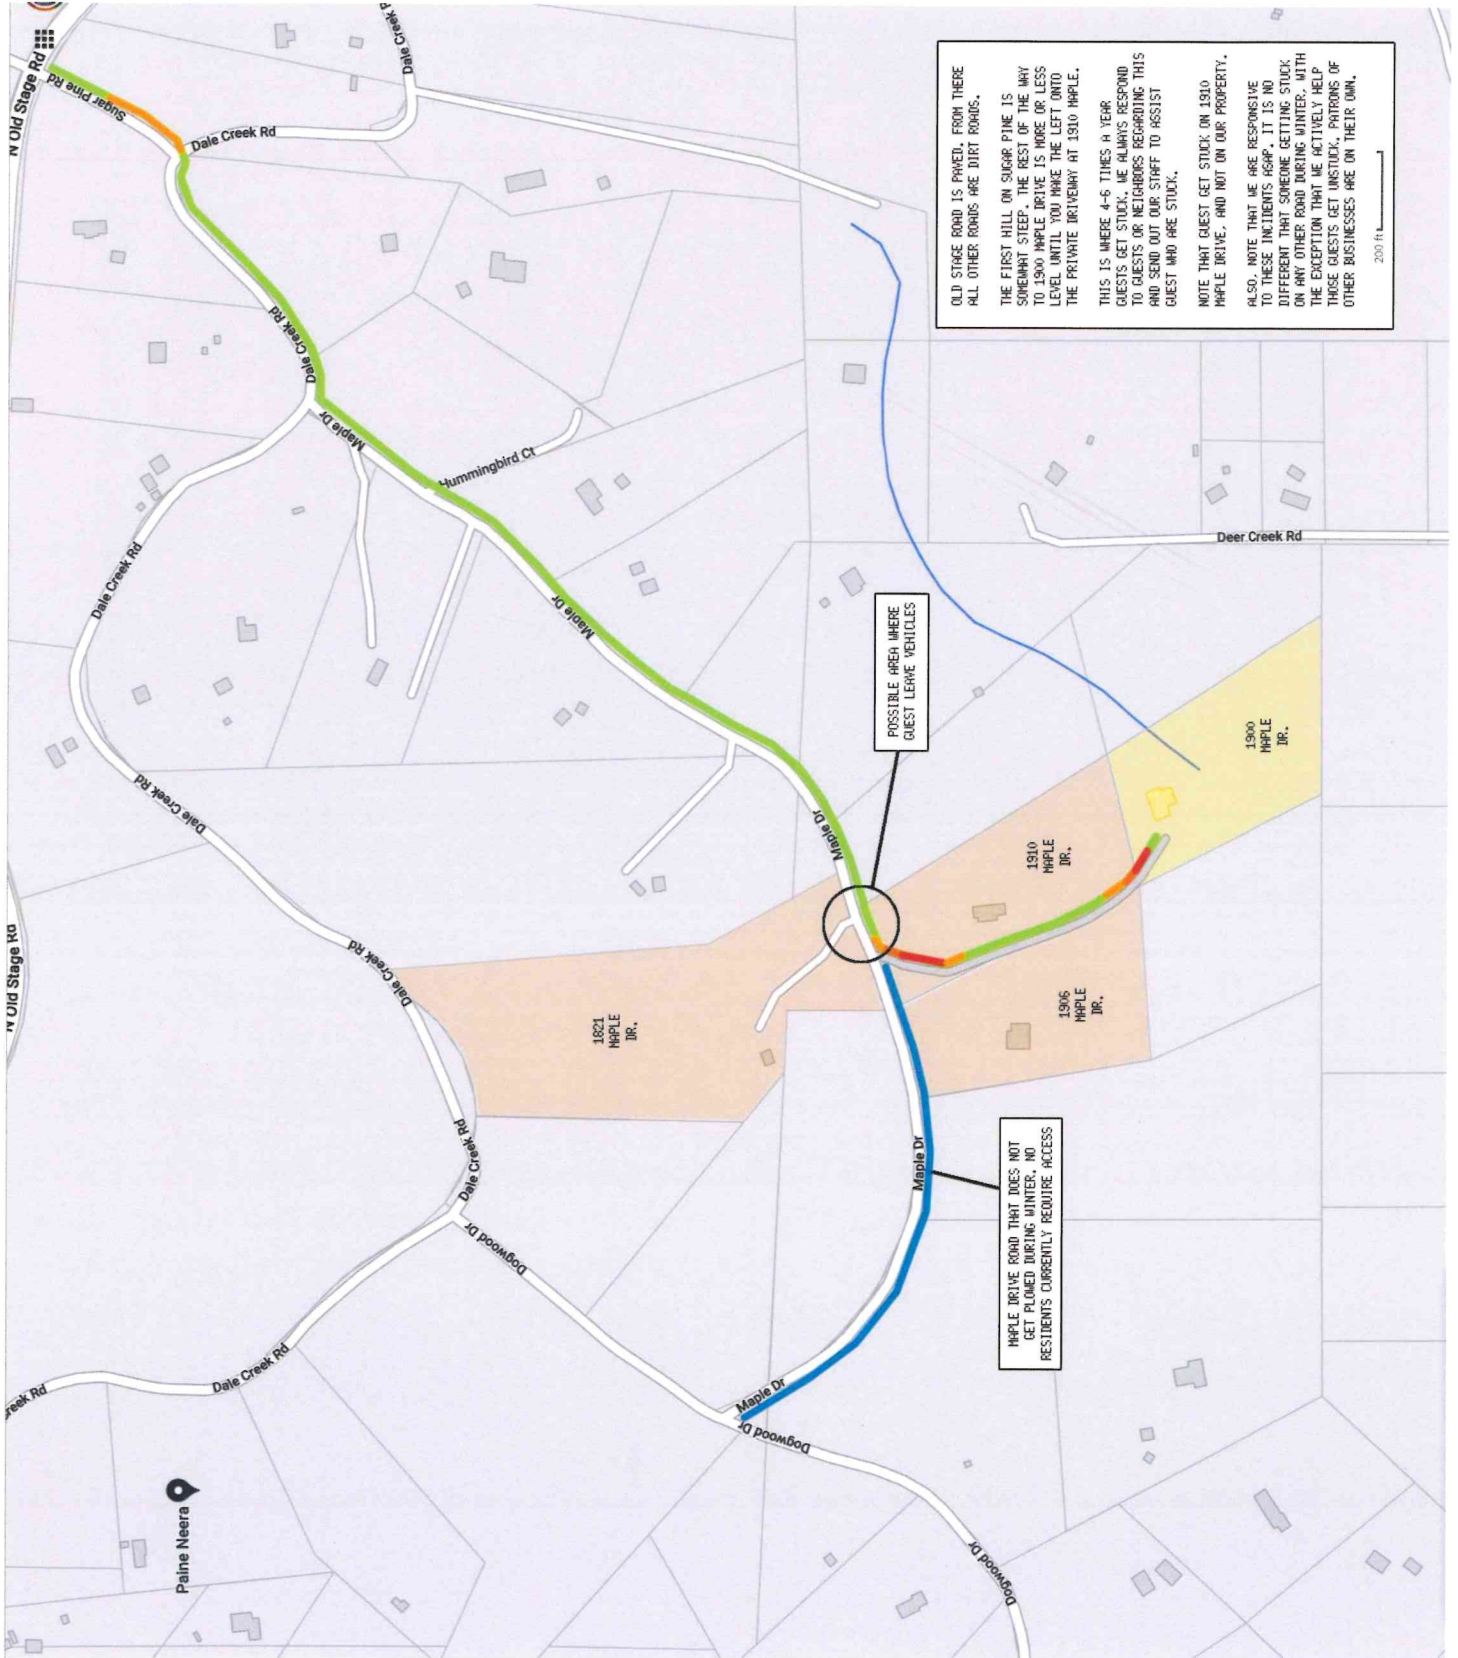 N Old Stage Rd
Sugar Pine Rd
Dale Creek R
Dale Creek Rd
Dale Creek Rd
Maple Dr
Hummingbird Ct
Dale Creek Rd
Maple Dr
Deer Creek Rd
Dale Creek Rd
Maple Dr
N Old Stage Rd
Dale Creek Rd
Dale Creek Rd
Dogwood Dr
Maple Dr
Dale Creek Rd
reek Rd
Maple Dr
Dogwood Dr
Dogwood Dr
Paine Neera
OLD STAGE ROAD IS PAVED, FROM THERE
ALL OTHER ROADS ARE DIRT ROADS.
THE FIRST HILL ON SUGAR PINE IS
SOMEWHAT STEEP. THE REST OF THE WAY
TO 1900 MAPLE DRIVE IS MORE OR LESS
LEVEL UNTIL YOU MAKE THE LEFT ONTO
THE PRIVATE DRIVEWAY AT 1910 MAPLE.
THIS IS WHERE 4-6 TIMES A YEAR
GUESTS GET STUCK. WE ALWAYS RESPOND
TO GUESTS OR NEIGHBORS REGARDING THIS
AND SEND OUT OUR STAFF TO ASSIST
GUEST WHO ARE STUCK.
NOTE THAT GUEST GET STUCK ON 1910
MAPLE DRIVE, AND NOT ON OUR PROPERTY.
ALSO, NOTE THAT WE ARE RESPONSIVE
TO THESE INCIDENTS ASAP. IT IS NO
DIFFERENT THAT SOMEONE GETTING STUCK
ON ANY OTHER ROAD DURING WINTER, WITH
THE EXCEPTION THAT WE ACTIVELY HELP
THOSE GUESTS GET UNSTUCK, PATRONS OF
OTHER BUSINESSES ARE ON THEIR OWN.
200 ft
POSSIBLE AREA WHERE
GUEST LEAVE VEHICLES
1900
MAPLE
DR.
1910
MAPLE
DR.
1906
MAPLE
DR.
1821
MAPLE
DR.
MAPLE DRIVE ROAD THAT DOES NOT
GET PLOWED DURING WINTER. NO
RESIDENTS CURRENTLY REQUIRE ACCESS